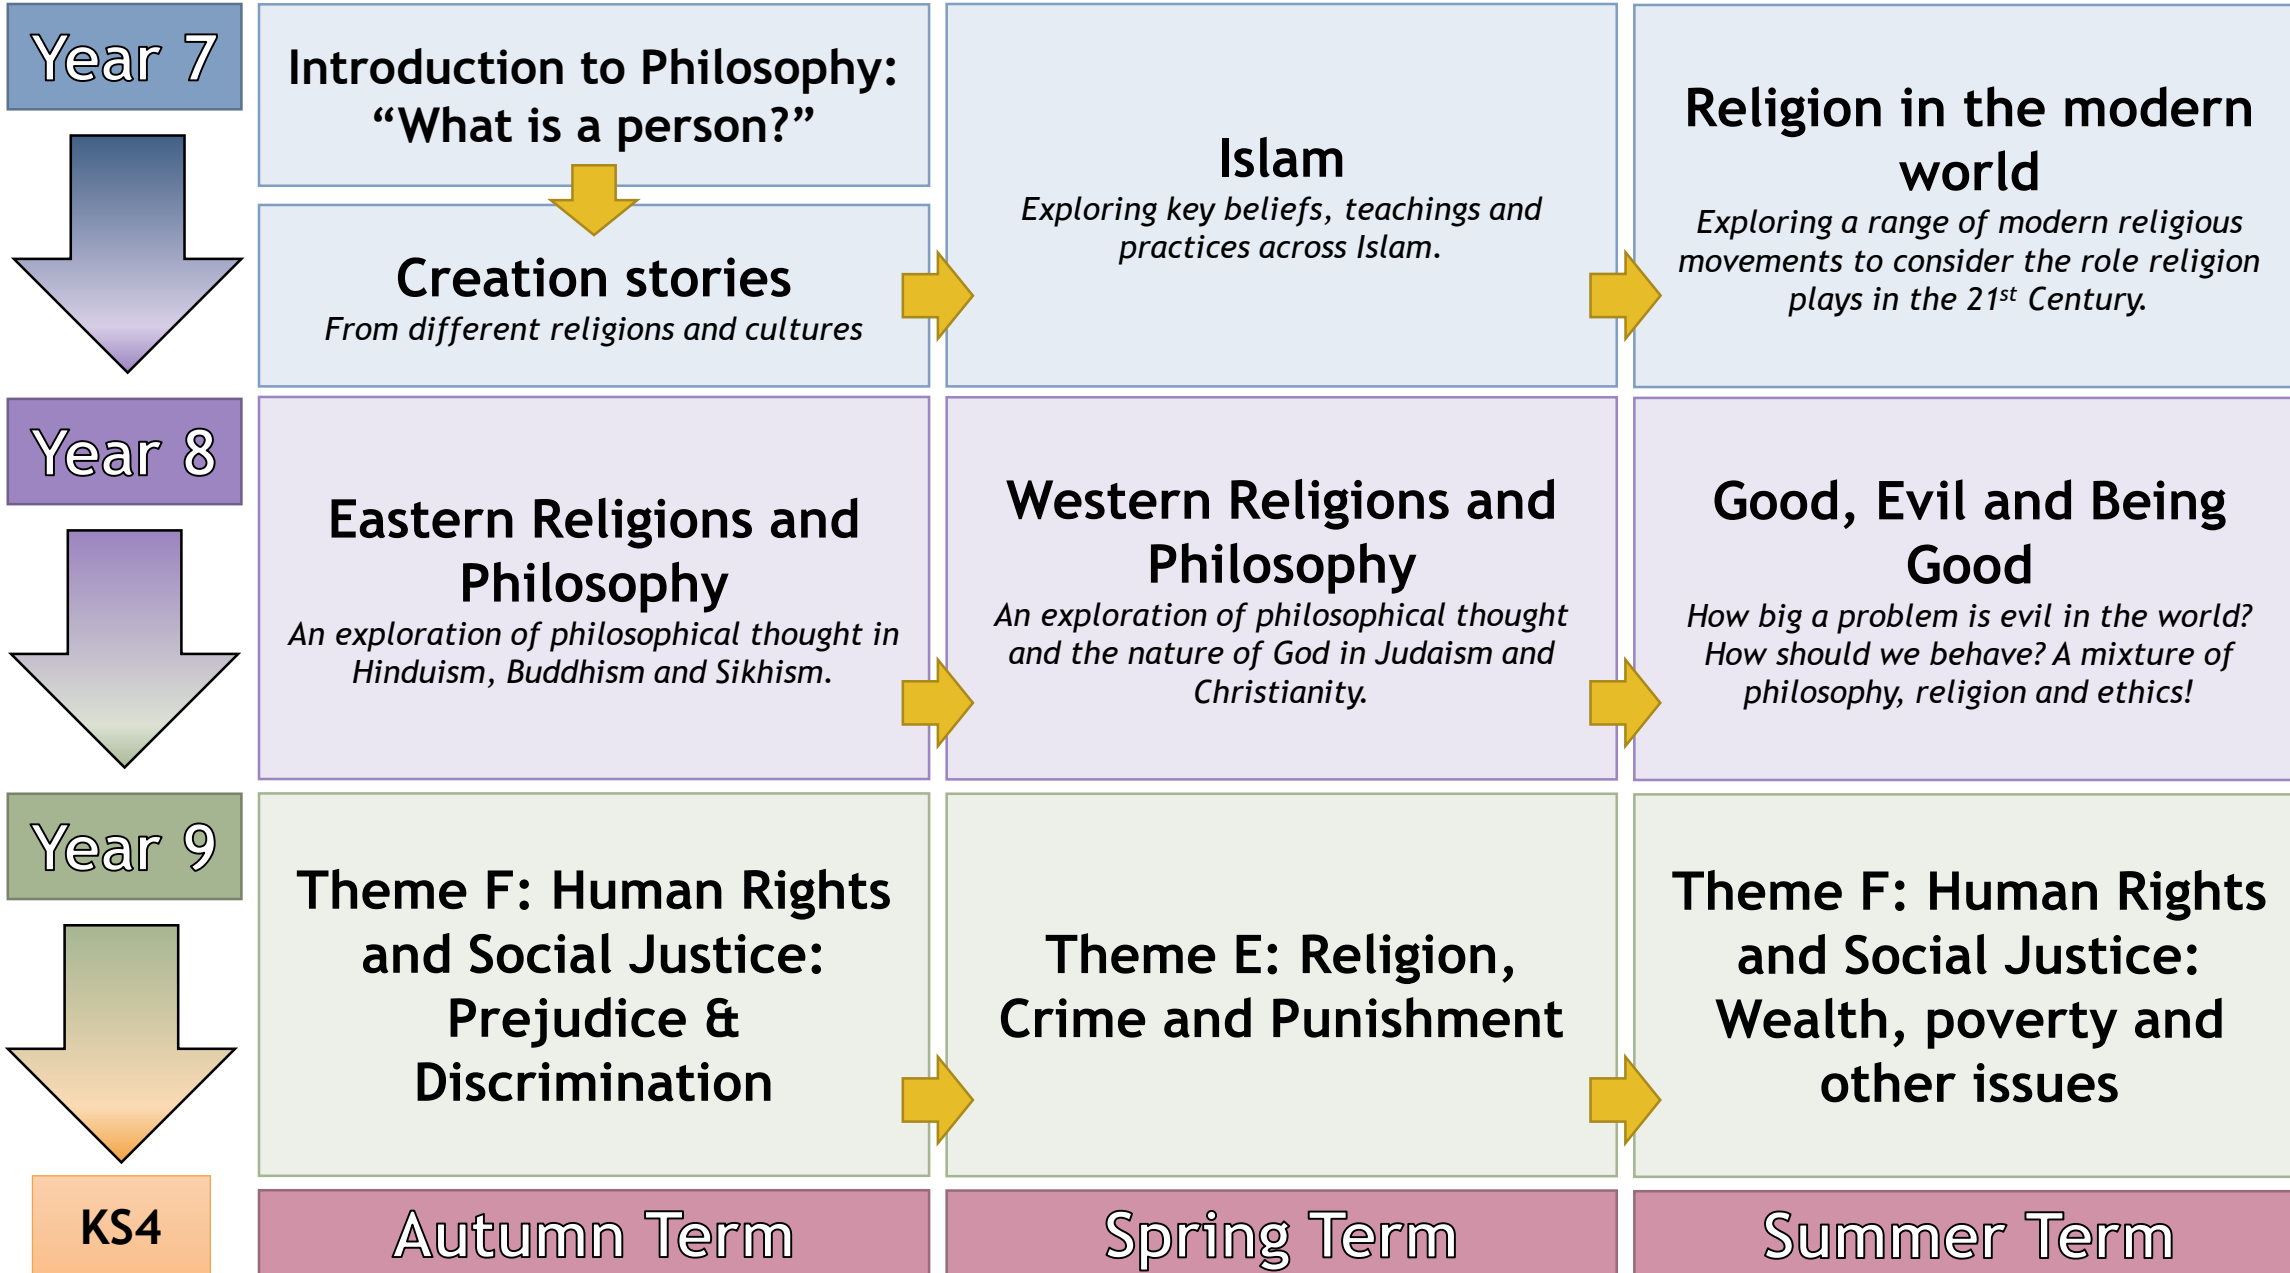 Year 7
Introduction to Philosophy:
“What is a person?”
Creation stories
From different religions and cultures
Islam
Exploring key beliefs, teachings and
practices across Islam.
Religion in the modern
world
Exploring a range of modern religious
movements to consider the role religion
plays in the 21st Century.
Year 8
Eastern Religions and
Philosophy
An exploration of philosophical thought in
Hinduism, Buddhism and Sikhism.
Western Religions and
Philosophy
An exploration of philosophical thought
and the nature of God in Judaism and
Christianity.
Good, Evil and Being
Good
How big a problem is evil in the world?
How should we behave? A mixture of
philosophy, religion and ethics!
Year 9
Theme F: Human Rights
and Social Justice:
Prejudice &
Discrimination
Theme E: Religion,
Crime and Punishment
Theme F: Human Rights
and Social Justice:
Wealth, poverty and
other issues
KS4
Autumn Term
Spring Term
Summer Term